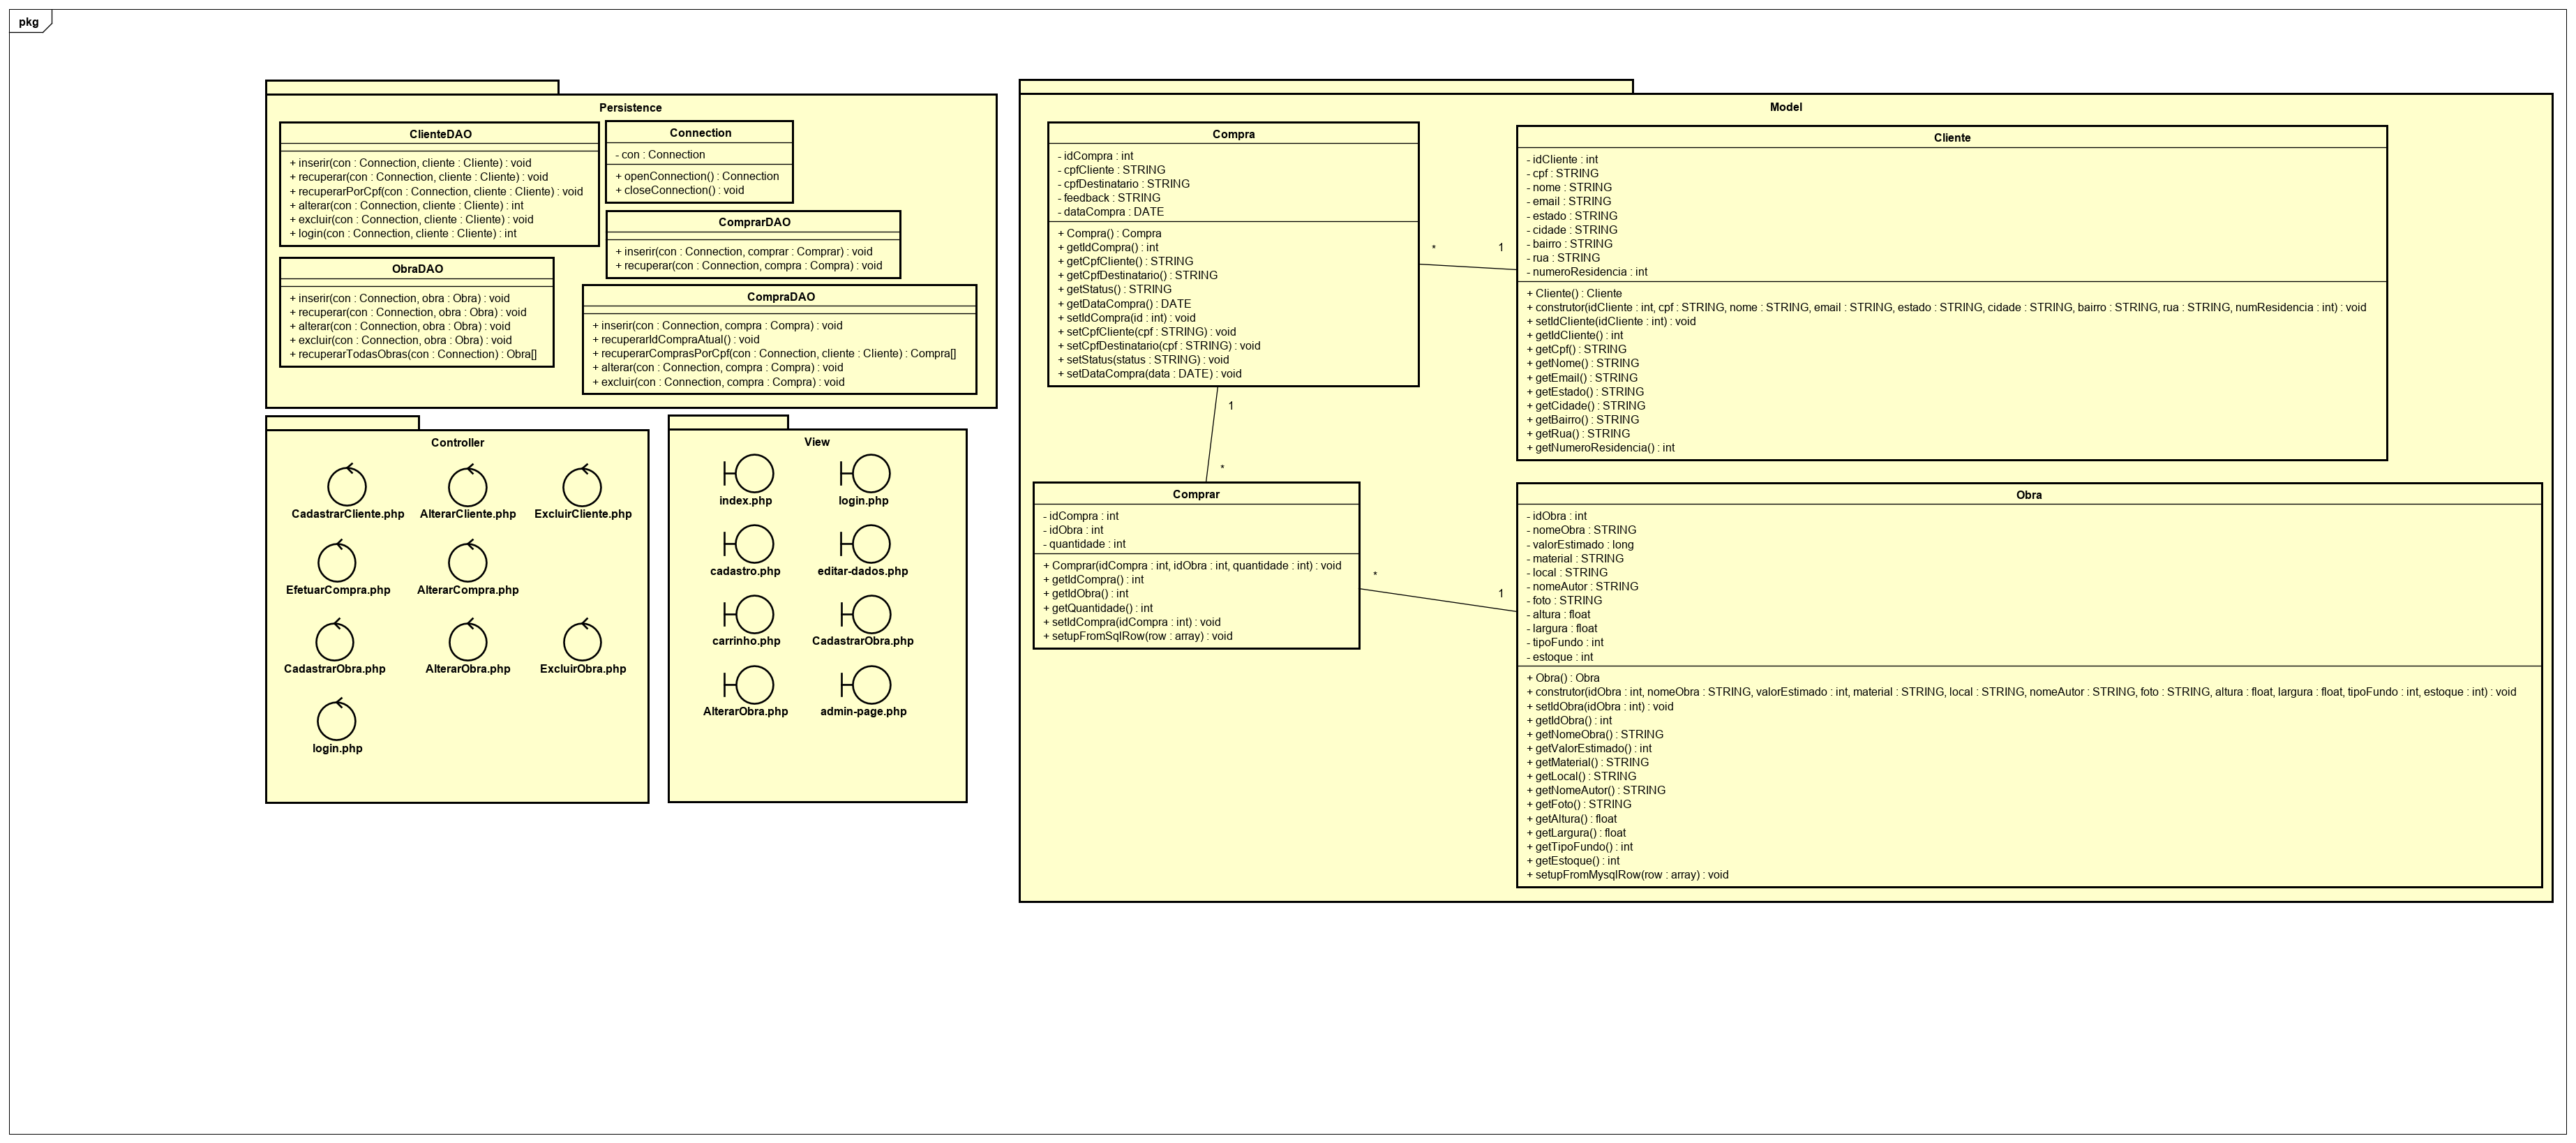 pkg
Persistence
ClienteDAO
+ inserir(con : Connection, cliente : Cliente) : void
+ recuperar(con : Connection, cliente : Cliente) : void
+ recuperarPorCpf(con : Connection, cliente : Cliente) : void
+ alterar(con : Connection, cliente : Cliente) : int
+ excluir(con : Connection, cliente : Cliente) : void
+ login(con : Connection, cliente : Cliente) : int
Connection
- con : Connection
+ openConnection() : Connection
+ closeConnection() : void
ComprarDAO
+ inserir(con : Connection, comprar : Comprar) : void
+ recuperar(con : Connection, compra : Compra) : void
ObraDAO
+ inserir(con : Connection, obra : Obra) : void
+ recuperar(con : Connection, obra : Obra) : void
+ alterar(con : Connection, obra : Obra) : void
+ excluir(con : Connection, obra : Obra) : void
+ recuperarTodasObras(con : Connection) : Obra[]
CompraDAO
+ inserir(con : Connection, compra : Compra) : void
+ recuperarIdCompraAtual() : void
+ recuperarComprasPorCpf(con : Connection, cliente : Cliente) : Compra[]
+ alterar(con : Connection, compra : Compra) : void
+ excluir(con : Connection, compra : Compra) : void
Controller
CadastrarCliente.php
AlterarCliente.php
ExcluirCliente.php
EfetuarCompra.php
AlterarCompra.php
CadastrarObra.php
AlterarObra.php
ExcluirObra.php
login.php
View
index.php
login.php
cadastro.php
editar-dados.php
carrinho.php
CadastrarObra.php
AlterarObra.php
admin-page.php
Model
Compra
- idCompra : int
- cpfCliente : STRING
- cpfDestinatario : STRING
- feedback : STRING
- dataCompra : DATE
+ Compra() : Compra
+ getIdCompra() : int
+ getCpfCliente() : STRING
+ getCpfDestinatario() : STRING
+ getStatus() : STRING
+ getDataCompra() : DATE
+ setIdCompra(id : int) : void
+ setCpfCliente(cpf : STRING) : void
+ setCpfDestinatario(cpf : STRING) : void
+ setStatus(status : STRING) : void
+ setDataCompra(data : DATE) : void
*
1
Cliente
- idCliente : int
- cpf : STRING
- nome : STRING
- email : STRING
- estado : STRING
- cidade : STRING
- bairro : STRING
- rua : STRING
- numeroResidencia : int
+ Cliente() : Cliente
+ construtor(idCliente : int, cpf : STRING, nome : STRING, email : STRING, estado : STRING, cidade : STRING, bairro : STRING, rua : STRING, numResidencia : int) : void
+ setIdCliente(idCliente : int) : void
+ getIdCliente() : int
+ getCpf() : STRING
+ getNome() : STRING
+ getEmail() : STRING
+ getEstado() : STRING
+ getCidade() : STRING
+ getBairro() : STRING
+ getRua() : STRING
+ getNumeroResidencia() : int
1
*
Comprar
- idCompra : int
- idObra : int
- quantidade : int
+ Comprar(idCompra : int, idObra : int, quantidade : int) : void
+ getIdCompra() : int
+ getIdObra() : int
+ getQuantidade() : int
+ setIdCompra(idCompra : int) : void
+ setupFromSqlRow(row : array) : void
*
1
Obra
- idObra : int
- nomeObra : STRING
- valorEstimado : long
- material : STRING
- local : STRING
- nomeAutor : STRING
- foto : STRING
- altura : float
- largura : float
- tipoFundo : int
- estoque : int
+ Obra() : Obra
+ construtor(idObra : int, nomeObra : STRING, valorEstimado : int, material : STRING, local : STRING, nomeAutor : STRING, foto : STRING, altura : float, largura : float, tipoFundo : int, estoque : int) : void
+ setIdObra(idObra : int) : void
+ getIdObra() : int
+ getNomeObra() : STRING
+ getValorEstimado() : int
+ getMaterial() : STRING
+ getLocal() : STRING
+ getNomeAutor() : STRING
+ getFoto() : STRING
+ getAltura() : float
+ getLargura() : float
+ getTipoFundo() : int
+ getEstoque() : int
+ setupFromMysqlRow(row : array) : void